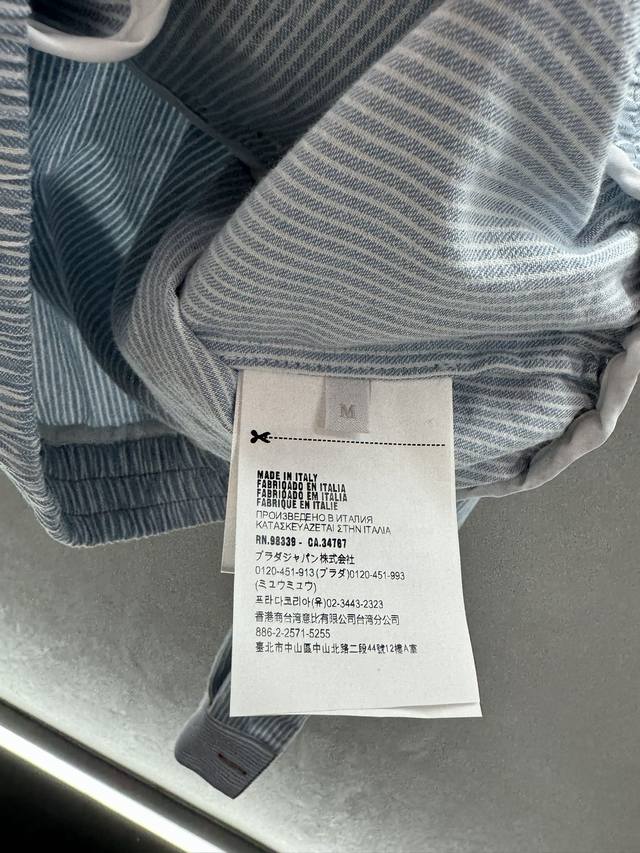 M
MADE IN ITALY
FABRICADO EN ITALIA
FABRICADO EM ITALIA
FABRIQUÉ EN ITALIE
ПРОИЗВЕДЕНО В ИТАЛИЯ
ΚΑΤΑΣΚΕΥΑΖΕΤΑΙ ΣΤΗΝ ΙΤΑΛΙΑ
RN.98339 - CA.34767
プラダジャパン株式会社
0120-451-913(プラダ)0120-451-993
(ミュウミュウ)
프라다코리아(유)02-3443-2323
香港商台灣意比有限公司台灣分公司
886-2-2571-5255
臺北市中山區中山北路二段44號12樓A室